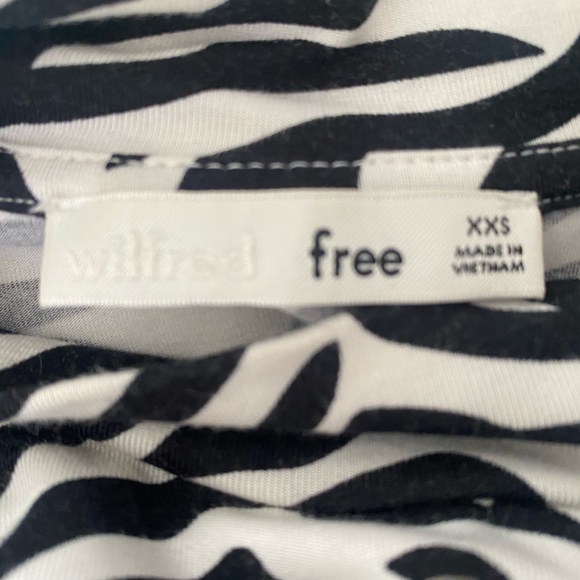 wilfred free
XXS
MADE IN
VIETNAM